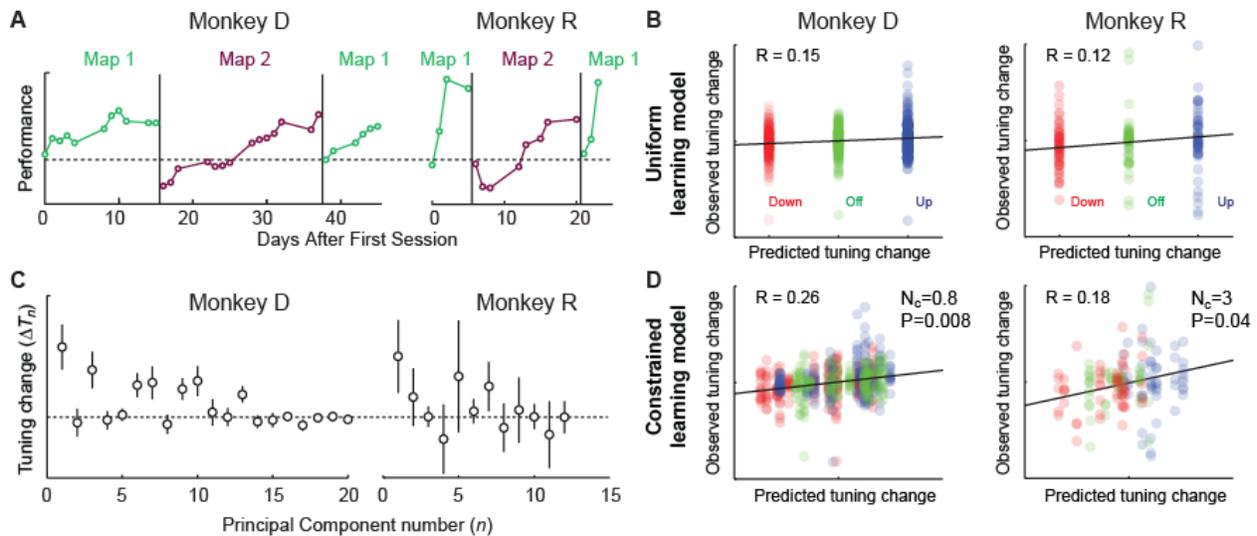 A
Monkey D
Monkey R
Map 1
Map 2
Map 1
Map 1
Map 2
Map 1
Performance
0
10
20
30
40
0
10
20
Days After First Session
B
Monkey D
Monkey R
Uniform
learning model
Observed tuning change
R = 0.15
Down
Off
Up
Predicted tuning change
Observed tuning change
R = 0.12
Down
Off
Up
Predicted tuning change
C
Monkey D
Monkey R
Tuning change (ΔTn)
0
5
10
15
20
0
5
10
15
Principal Component number (n)
D
Constrained
learning model
Observed tuning change
R = 0.26
Nc=0.8
P=0.008
Predicted tuning change
Observed tuning change
R = 0.18
Nc=3
P=0.04
Predicted tuning change